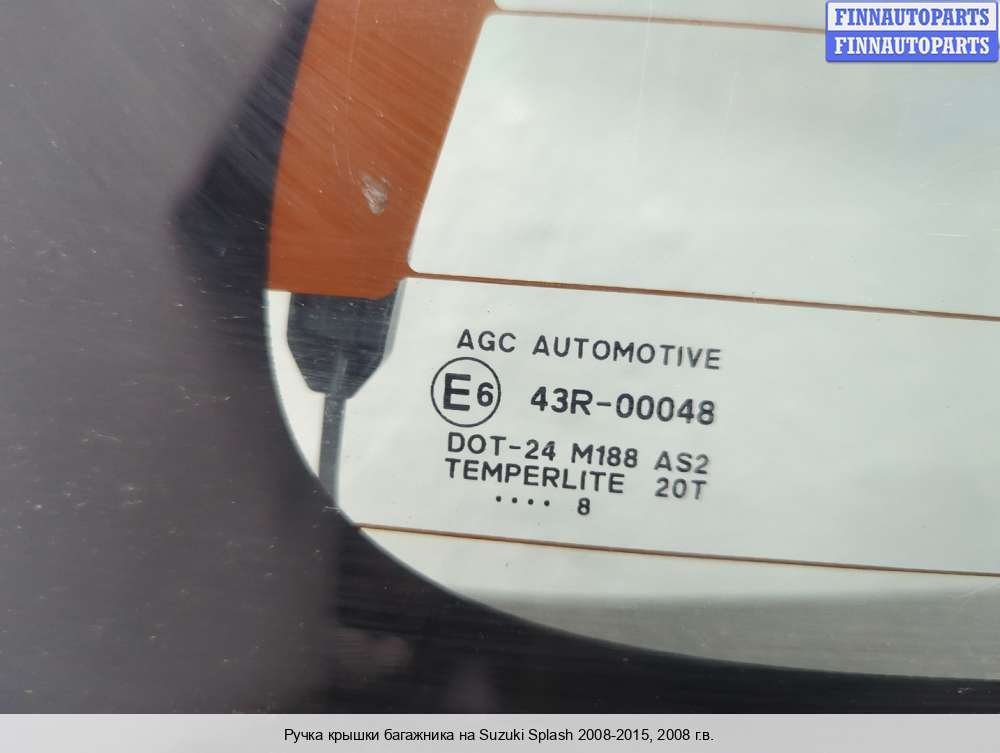 FINNAUTOPARTS
FINNAUTOPARTS
AGC AUTOMOTIVE
E6 43R-00048
DOT-24 M188 AS2
TEMPERLITE 20T
···· 8
Ручка крышки багажника на Suzuki Splash 2008-2015, 2008 г.в.